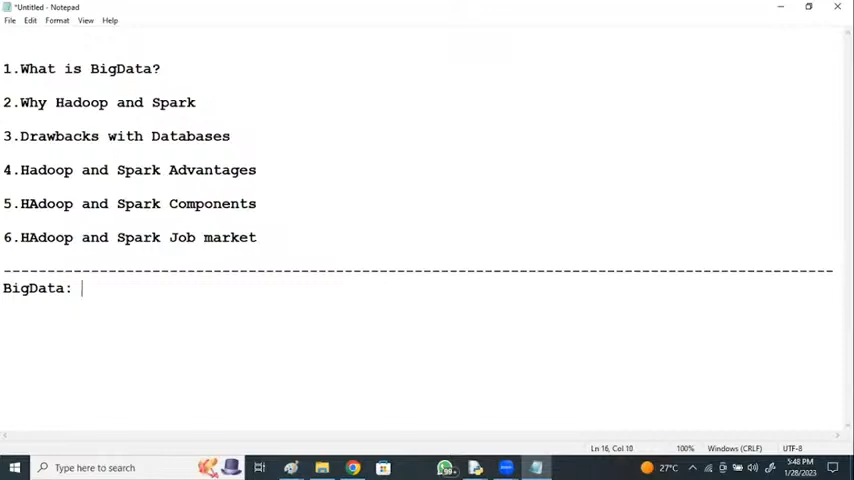 *Untitled - Notepad
File Edit Format View Help
1.What is BigData?
2.Why Hadoop and Spark
3.Drawbacks with Databases
4.Hadoop and Spark Advantages
5.HAdoop and Spark Components
6.HAdoop and Spark Job market
-----------------------------------------------------------------------------------------------
BigData:
Ln 16, Col 10 100% Windows (CRLF) UTF-8
Type here to search 99+ 27°C 5:48 PM
1/28/2023